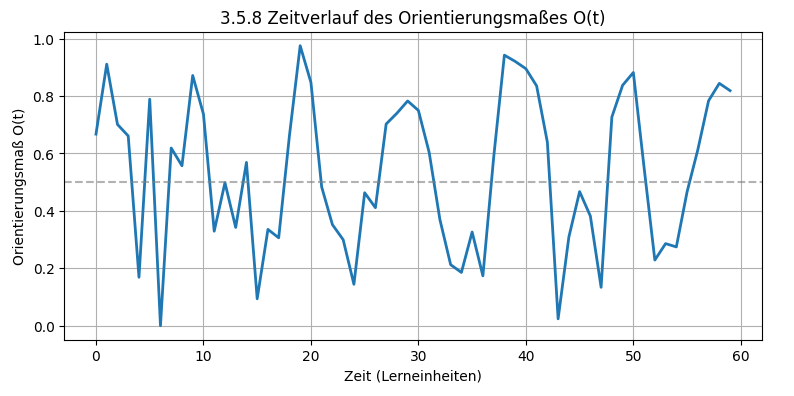 3.5.8 Zeitverlauf des Orientierungsmaßes O(t)
Orientierungsmaß O(t)
1.0
0.8
0.6
0.4
0.2
0.0
0 10 20 30 40 50 60
Zeit (Lerneinheiten)